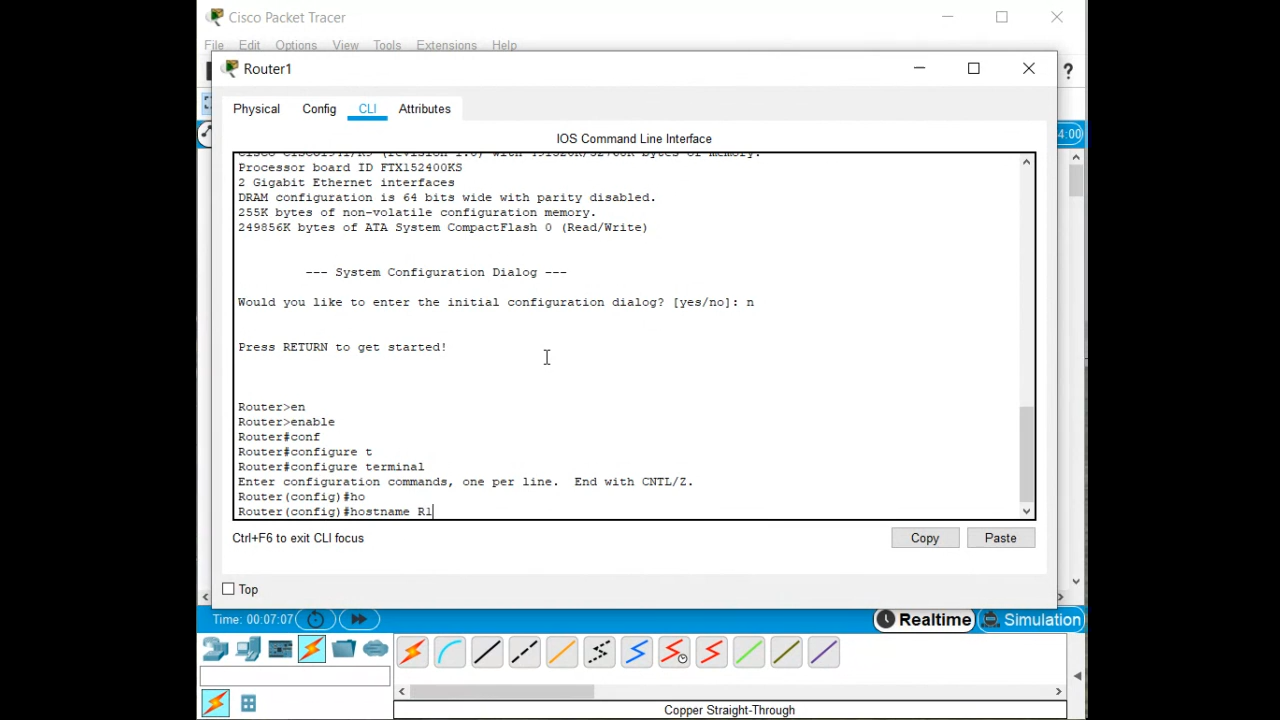 Cisco Packet Tracer
File Edit Options View Tools Extensions Help
Router1
?
Physical Config CLI Attributes
4:00
IOS Command Line Interface
bytes of memory.
Processor board ID FTX152400KS
2 Gigabit Ethernet interfaces
DRAM configuration is 64 bits wide with parity disabled.
255K bytes of non-volatile configuration memory.
249856K bytes of ATA System CompactFlash 0 (Read/Write)
--- System Configuration Dialog ---
Would you like to enter the initial configuration dialog? [yes/no]: n
Press RETURN to get started!
Router>en
Router>enable
Router#conf
Router#configure t
Router#configure terminal
Enter configuration commands, one per line. End with CNTL/Z.
Router(config)#ho
Router(config)#hostname R1
Ctrl+F6 to exit CLI focus
Copy Paste
Top
Time: 00:07:07
Realtime Simulation
Copper Straight-Through